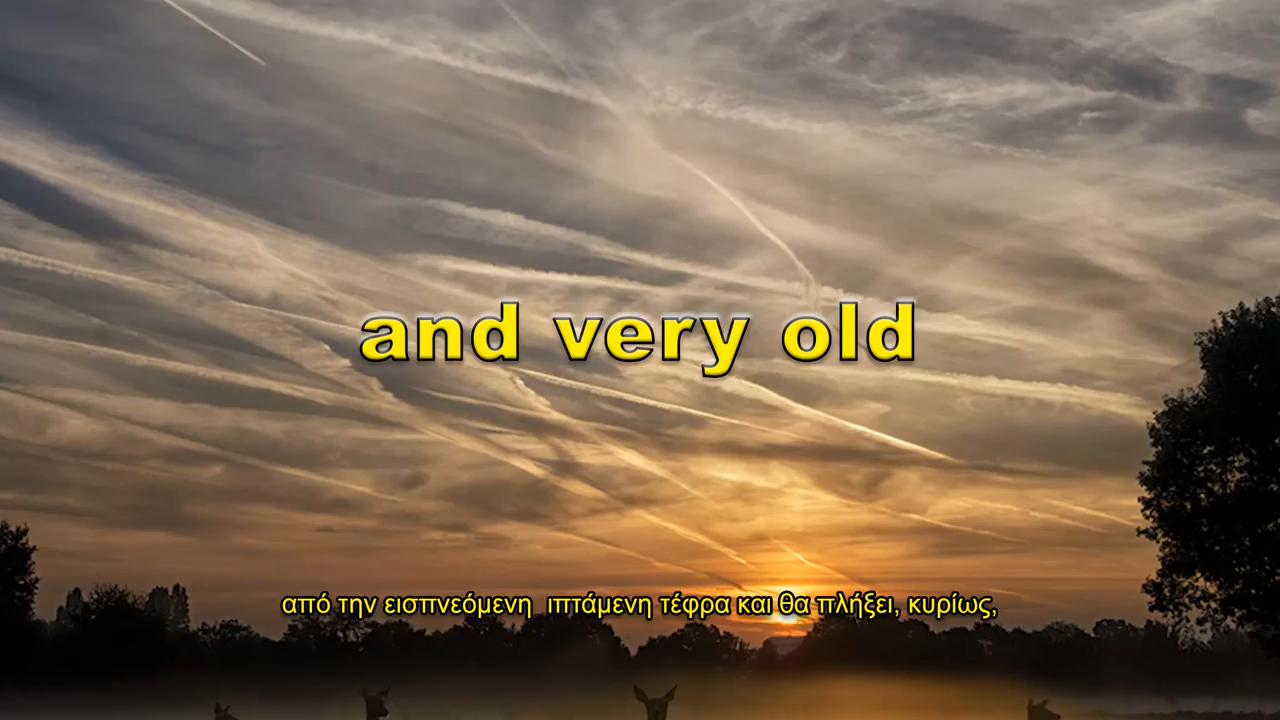 and very old
από την εισπνεόμενη ιπτάμενη τέφρα και θα πλήξει, κυρίως,